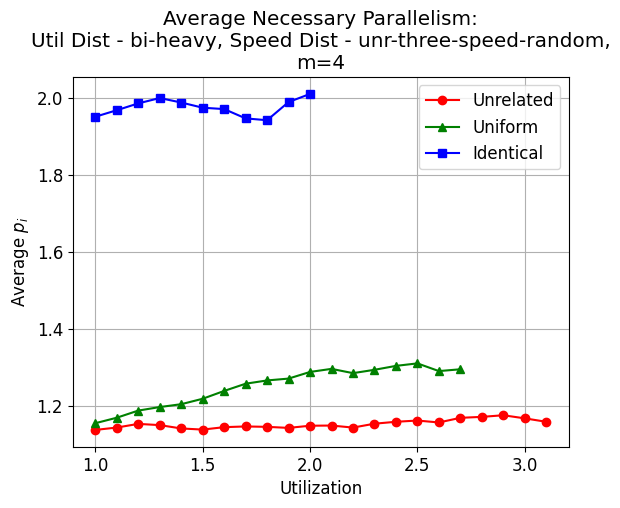 Average Necessary Parallelism:
Util Dist - bi-heavy, Speed Dist - unr-three-speed-random,
m=4
Unrelated
Uniform
Identical
Average p_i
2.0
1.8
1.6
1.4
1.2
1.0 1.5 2.0 2.5 3.0
Utilization